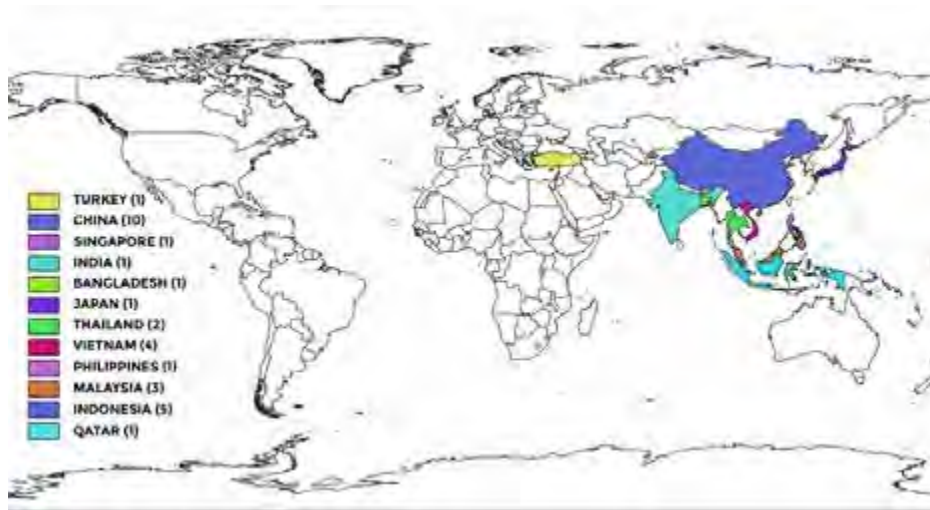 TURKEY (1)
CHINA (10)
SINGAPORE (1)
INDIA (1)
BANGLADESH (1)
JAPAN (1)
THAILAND (2)
VIETNAM (4)
PHILIPPINES (1)
MALAYSIA (3)
INDONESIA (5)
QATAR (1)